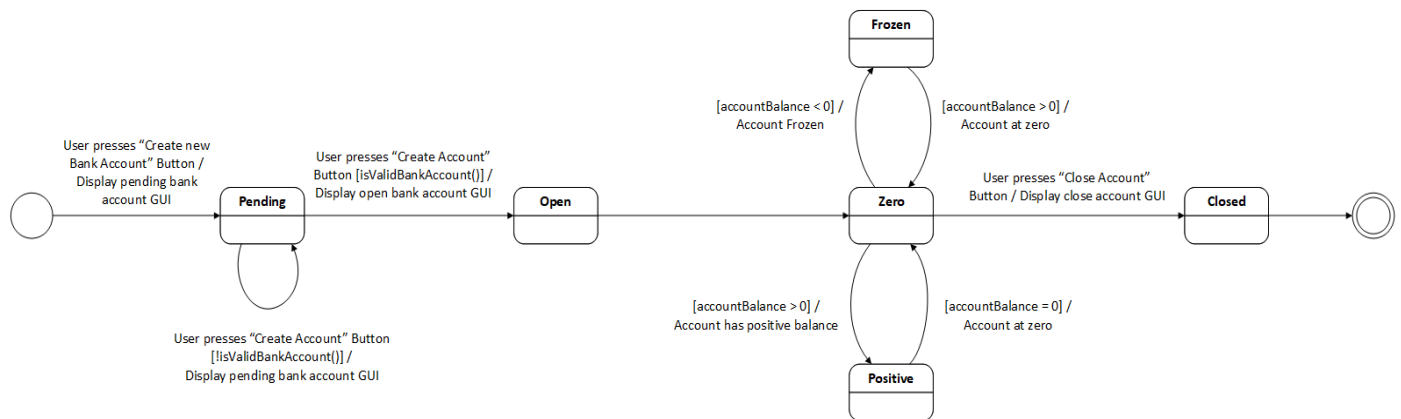 Frozen
[accountBalance < 0] /
Account Frozen
[accountBalance > 0] /
Account at zero
User presses “Create new
Bank Account” Button /
Display pending bank
account GUI
User presses “Create Account”
Button [isValidBankAccount()] /
Display open bank account GUI
User presses “Close Account”
Button / Display close account GUI
Pending
Open
Zero
Closed
[accountBalance > 0] /
Account has positive balance
[accountBalance = 0] /
Account at zero
User presses “Create Account” Button
[!isValidBankAccount()] /
Display pending bank account GUI
Positive